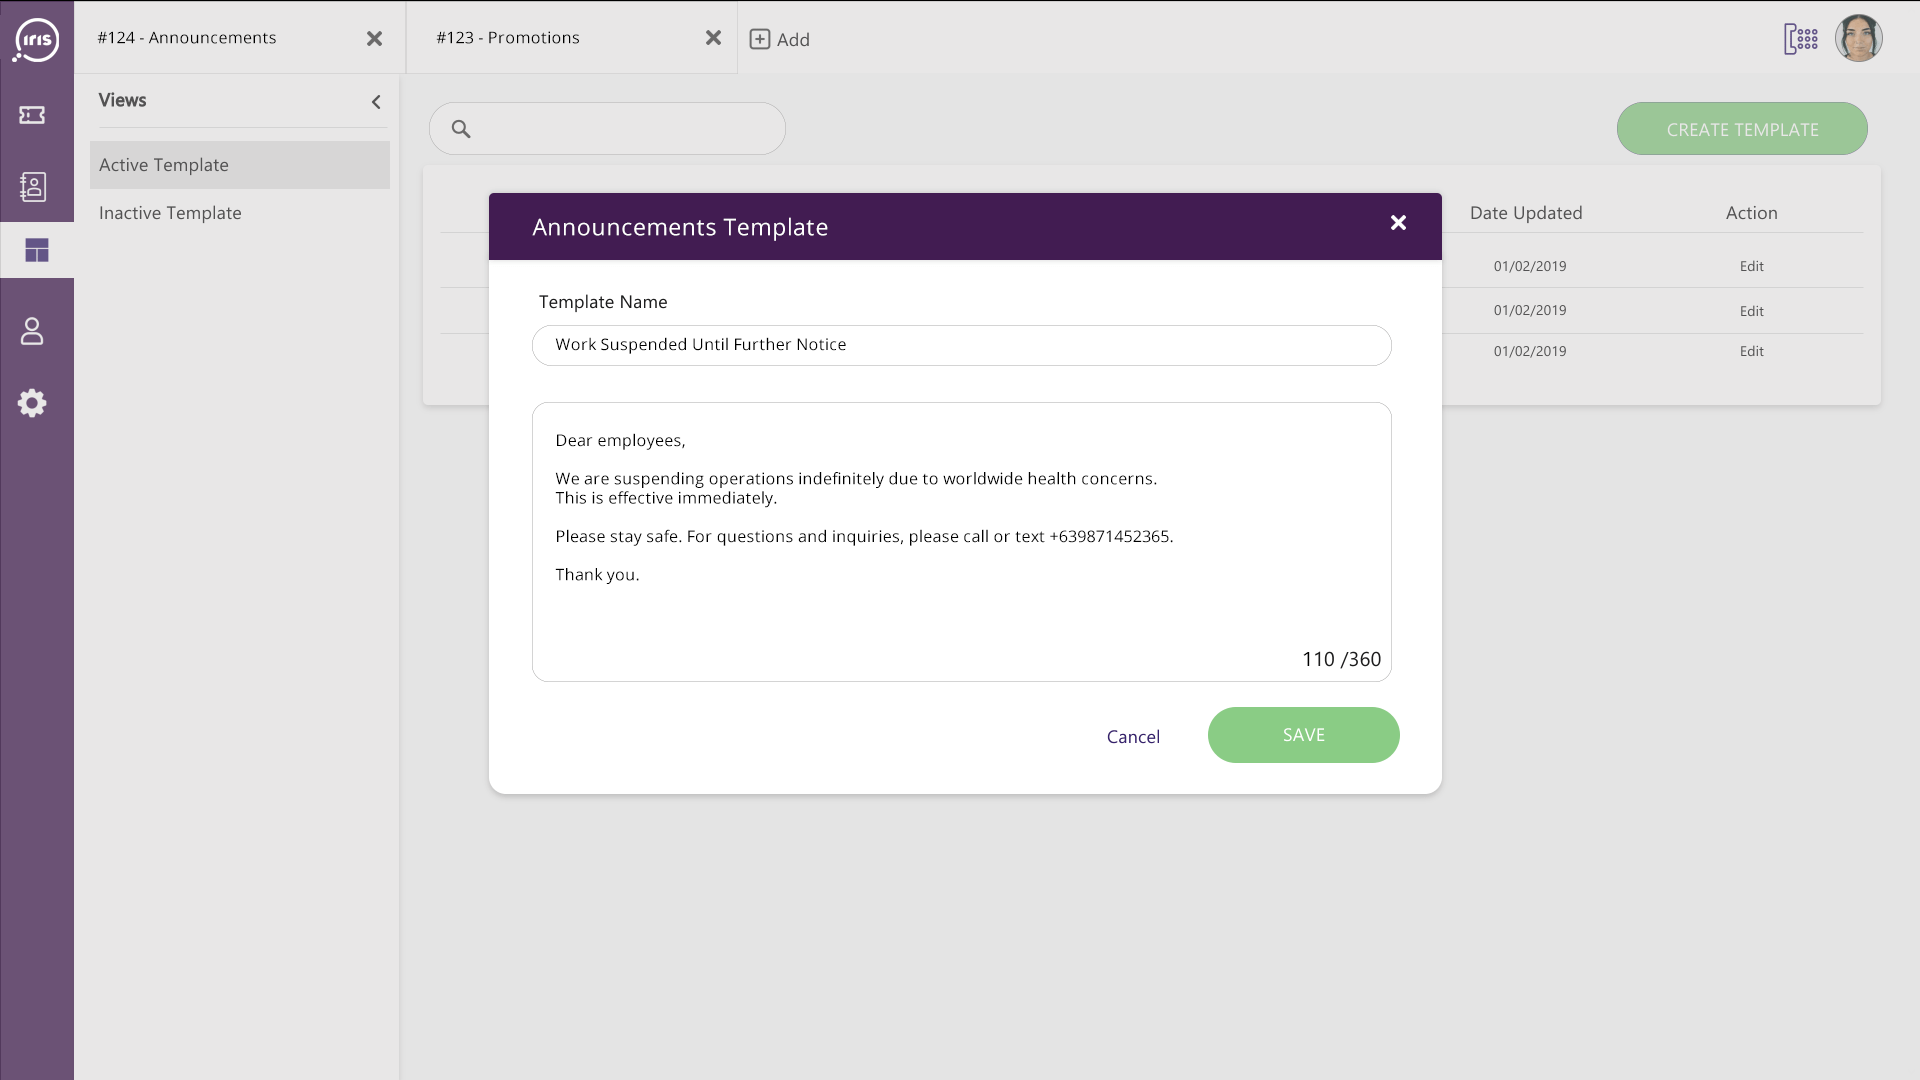 iris
#124 - Announcements
#123 - Promotions
Add
Views
Active Template
Inactive Template
CREATE TEMPLATE
Date Updated
Action
01/02/2019
Edit
01/02/2019
Edit
01/02/2019
Edit
Announcements Template
Template Name
Work Suspended Until Further Notice
Dear employees,
We are suspending operations indefinitely due to worldwide health concerns.
This is effective immediately.
Please stay safe. For questions and inquiries, please call or text +639871452365.
Thank you.
110 /360
Cancel
SAVE